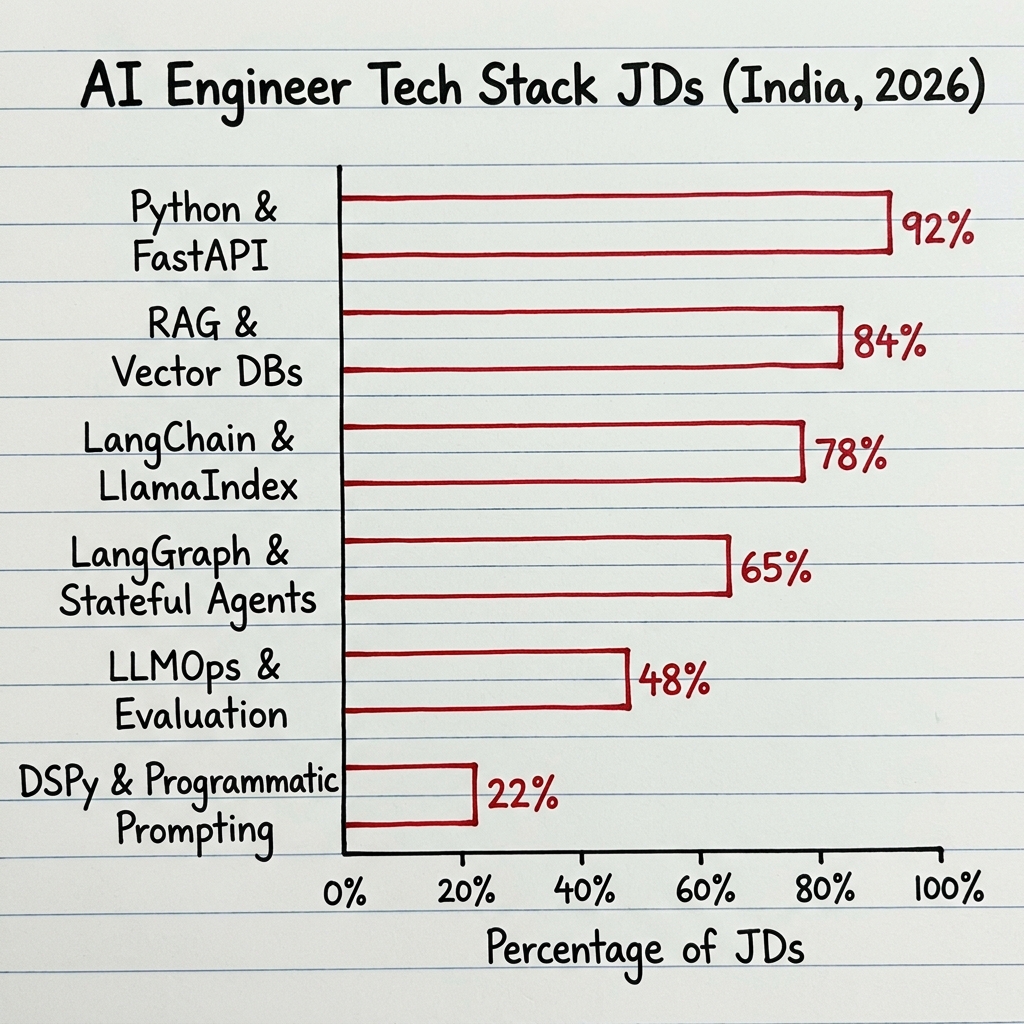 AI Engineer Tech Stack JDs (India, 2026)
Python &
FastAPI
92%
RAG &
Vector DBs
84%
LangChain &
LlamaIndex
78%
LangGraph &
Stateful Agents
65%
LLMOps &
Evaluation
48%
DSPy & Programmatic
Prompting
22%
0% 20% 40% 60% 80% 100%
Percentage of JDs